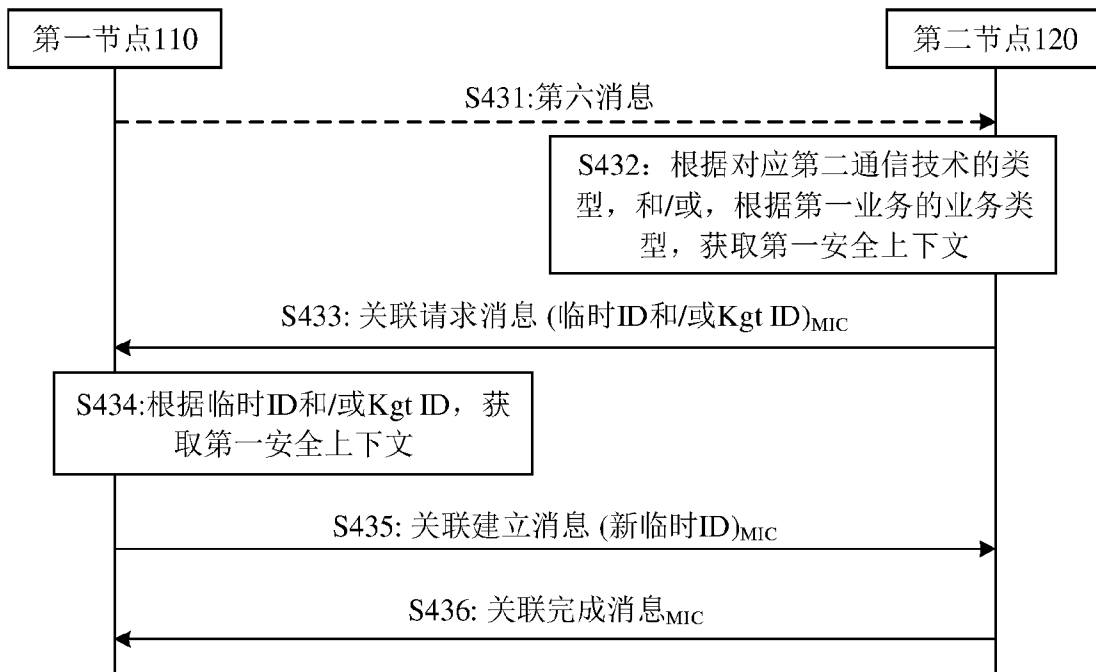 第一节点110
第二节点120
S431:第六消息
S432：根据对应第二通信技术的类
型，和/或，根据第一业务的业务类
型，获取第一安全上下文
S433: 关联请求消息 (临时ID和/或Kgt ID)MIC
S434:根据临时ID和/或Kgt ID，获
取第一安全上下文
S435: 关联建立消息 (新临时ID)MIC
S436: 关联完成消息MIC